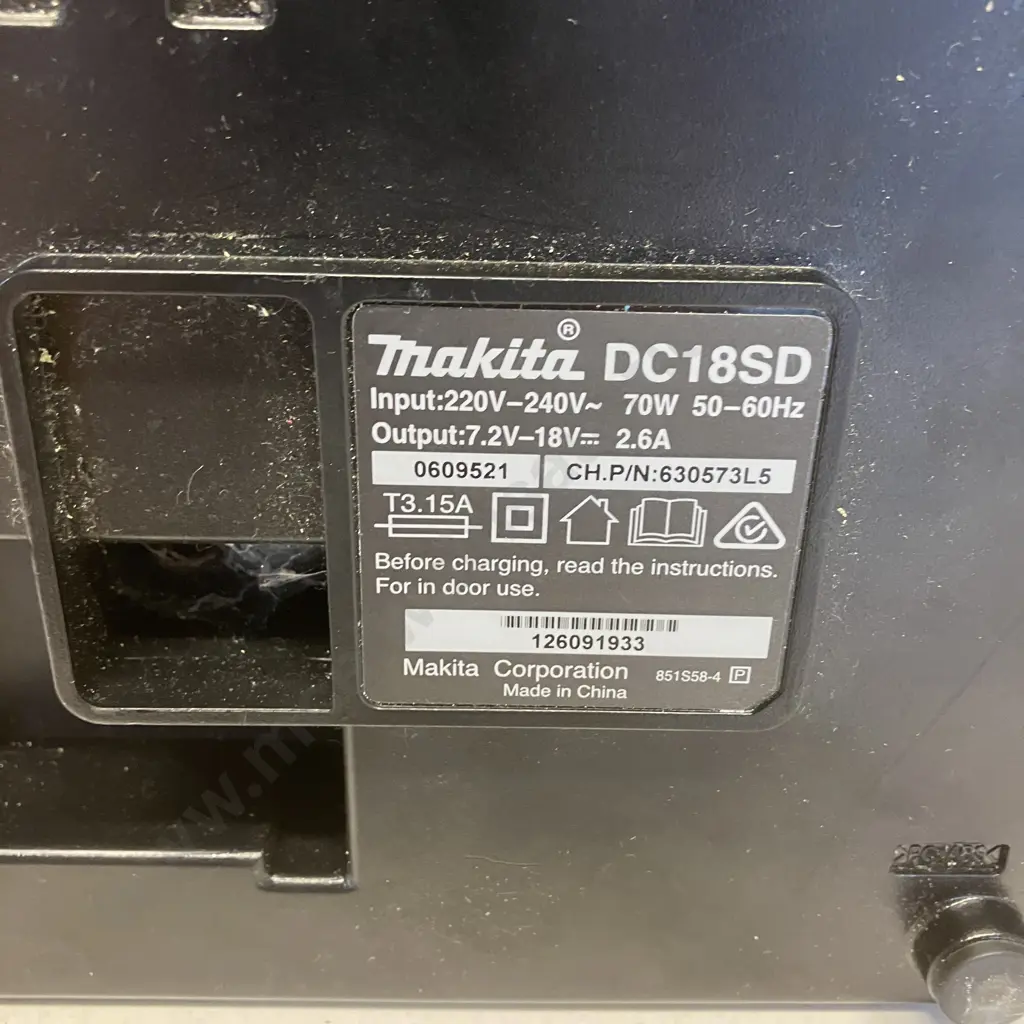 Makita® DC18SD
Input:220V–240V~ 70W 50–60Hz
Output:7.2V–18V⎓ 2.6A
0609521 CH.P/N:630573L5
T3.15A
Before charging, read the instructions.
For in door use.
126091933
Makita Corporation 851S58-4 P
Made in China